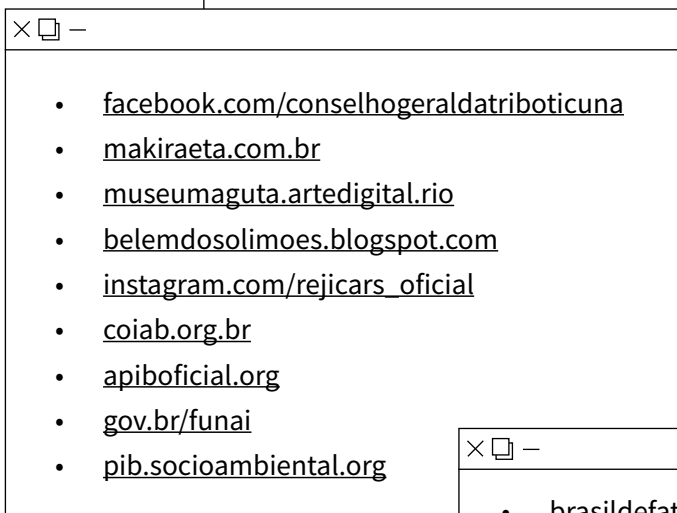 • facebook.com/conselhogeraldatriboticuna
• makiraeta.com.br
• museumaguta.artedigital.rio
• belemdosolimoes.blogspot.com
• instagram.com/rejicars_oficial
• coiab.org.br
• apiboficial.org
• gov.br/funai
• pib.socioambiental.org